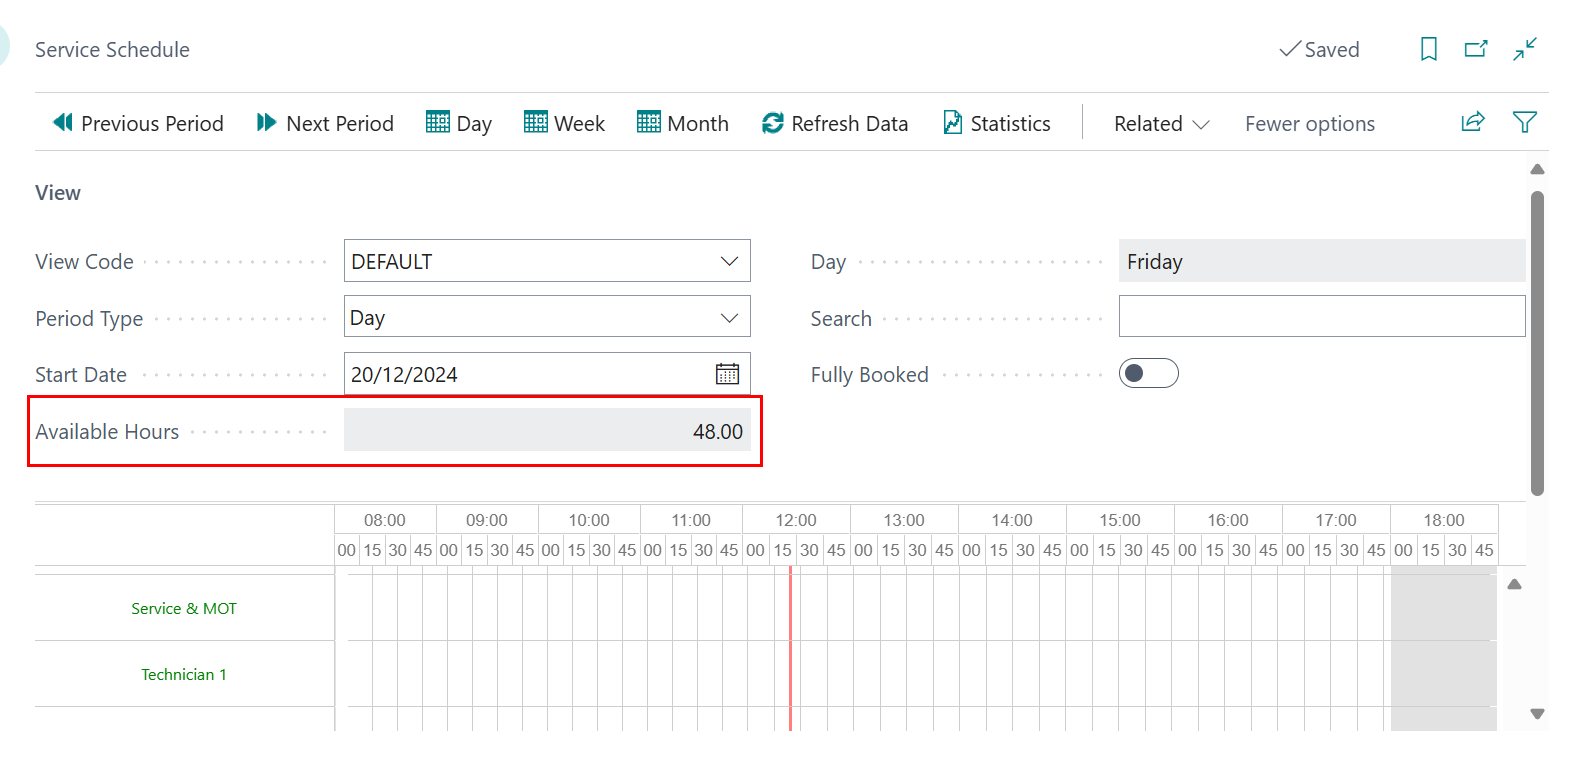 Service Schedule
Saved
Previous Period Next Period Day Week Month Refresh Data Statistics Related Fewer options
View
View Code DEFAULT Day Friday
Period Type Day Search
Start Date 20/12/2024 Fully Booked
Available Hours 48.00
08:00 09:00 10:00 11:00 12:00 13:00 14:00 15:00 16:00 17:00 18:00
00 15 30 45 00 15 30 45 00 15 30 45 00 15 30 45 00 15 30 45 00 15 30 45 00 15 30 45 00 15 30 45 00 15 30 45 00 15 30 45 00 15 30 45
Service & MOT
Technician 1